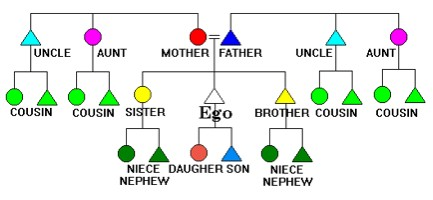 UNCLE AUNT MOTHER FATHER UNCLE AUNT
COUSIN COUSIN SISTER Ego BROTHER COUSIN COUSIN
NIECE DAUGHER SON NIECE
NEPHEW NEPHEW